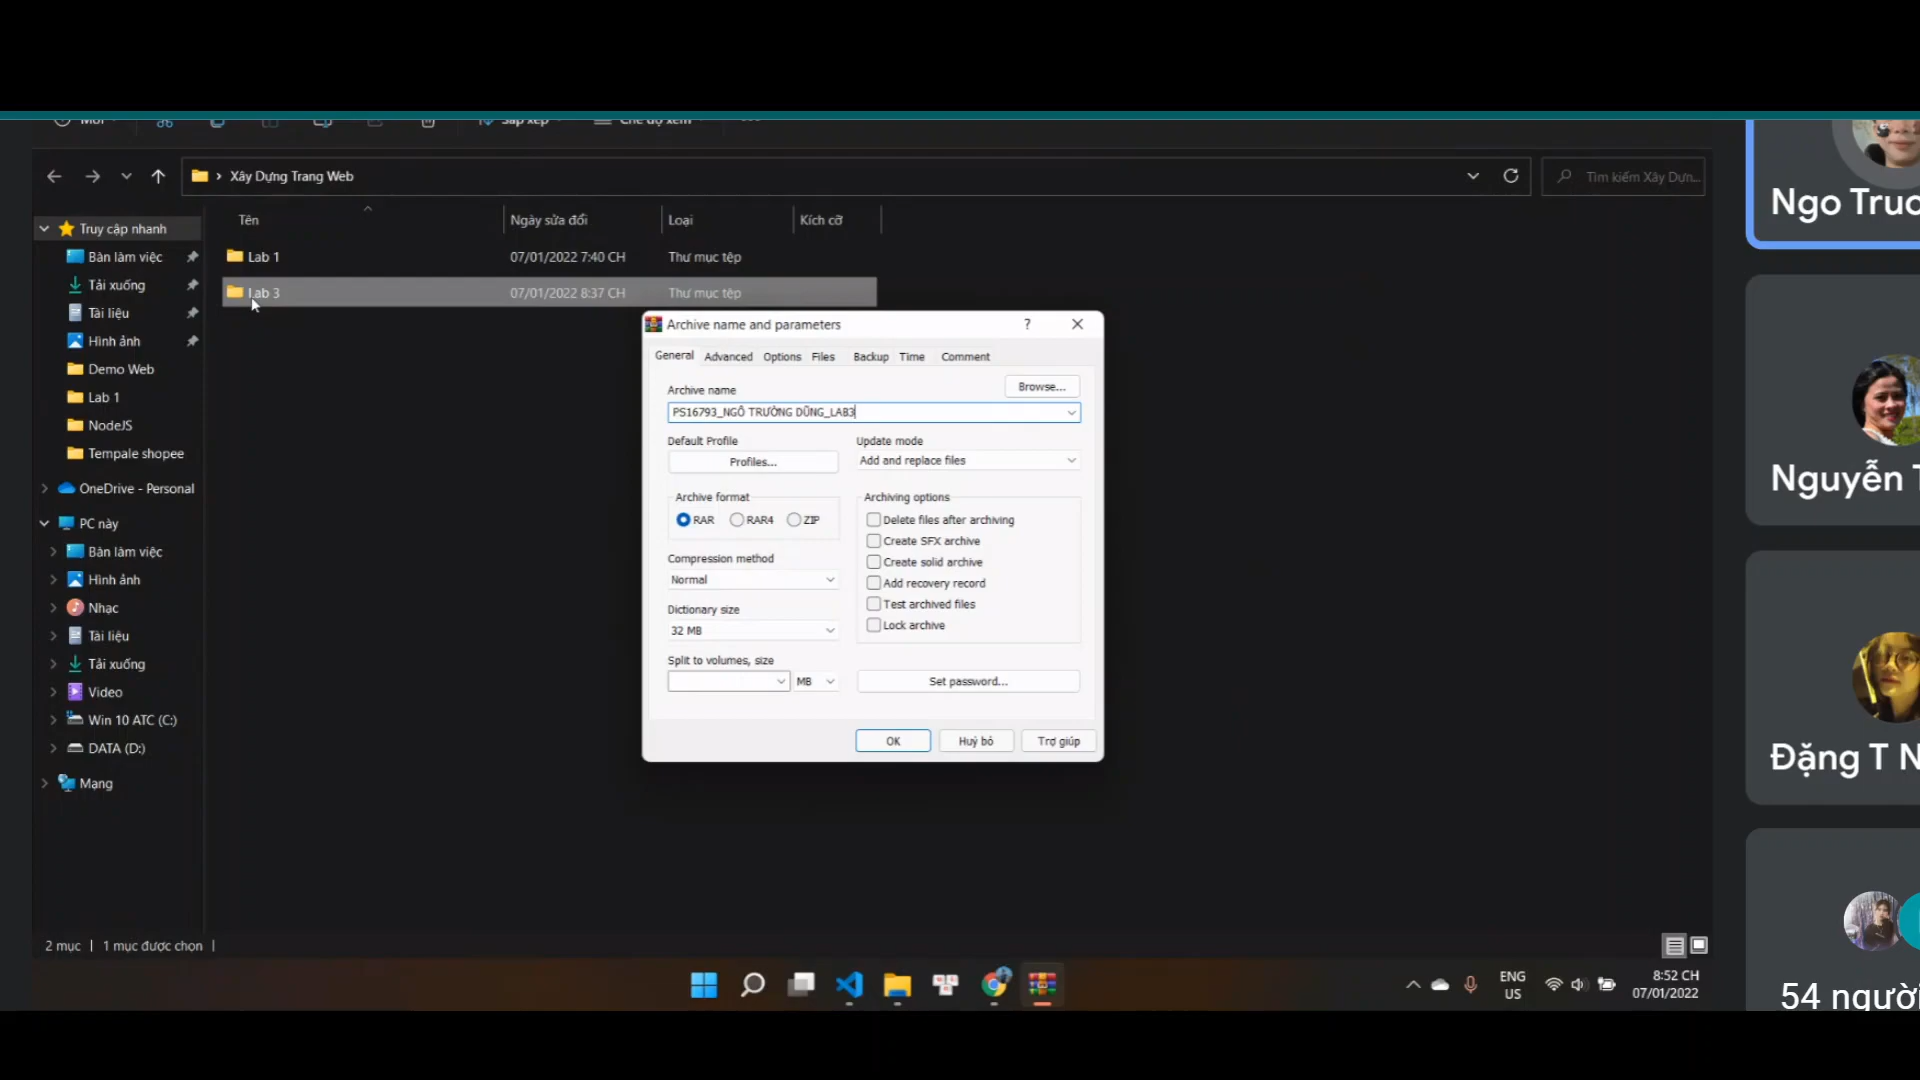 Mới
Sắp xếp
Chế độ xem
Xây Dựng Trang Web
Tìm kiếm Xây Dựn...
Tên
Ngày sửa đổi
Loại
Kích cỡ
Lab 1
07/01/2022 7:40 CH
Thư mục tệp
Lab 3
07/01/2022 8:37 CH
Thư mục tệp
Truy cập nhanh
Bàn làm việc
Tải xuống
Tài liệu
Hình ảnh
Demo Web
Lab 1
NodeJS
Tempale shopee
OneDrive - Personal
PC này
Bàn làm việc
Hình ảnh
Nhạc
Tài liệu
Tải xuống
Video
Win 10 ATC (C:)
DATA (D:)
Mạng
Archive name and parameters
?
General
Advanced
Options
Files
Backup
Time
Comment
Archive name
Browse...
PS16793_NGÔ TRƯỜNG DŨNG_LAB3
Default Profile
Profiles...
Update mode
Add and replace files
Archive format
RAR
RAR4
ZIP
Compression method
Normal
Dictionary size
32 MB
Split to volumes, size
MB
Archiving options
Delete files after archiving
Create SFX archive
Create solid archive
Add recovery record
Test archived files
Lock archive
Set password...
OK
Huỷ bỏ
Trợ giúp
2 mục
1 mục được chọn
ENG
US
8:52 CH
07/01/2022
Ngo Truo
Nguyễn T
Đặng T N
54 người